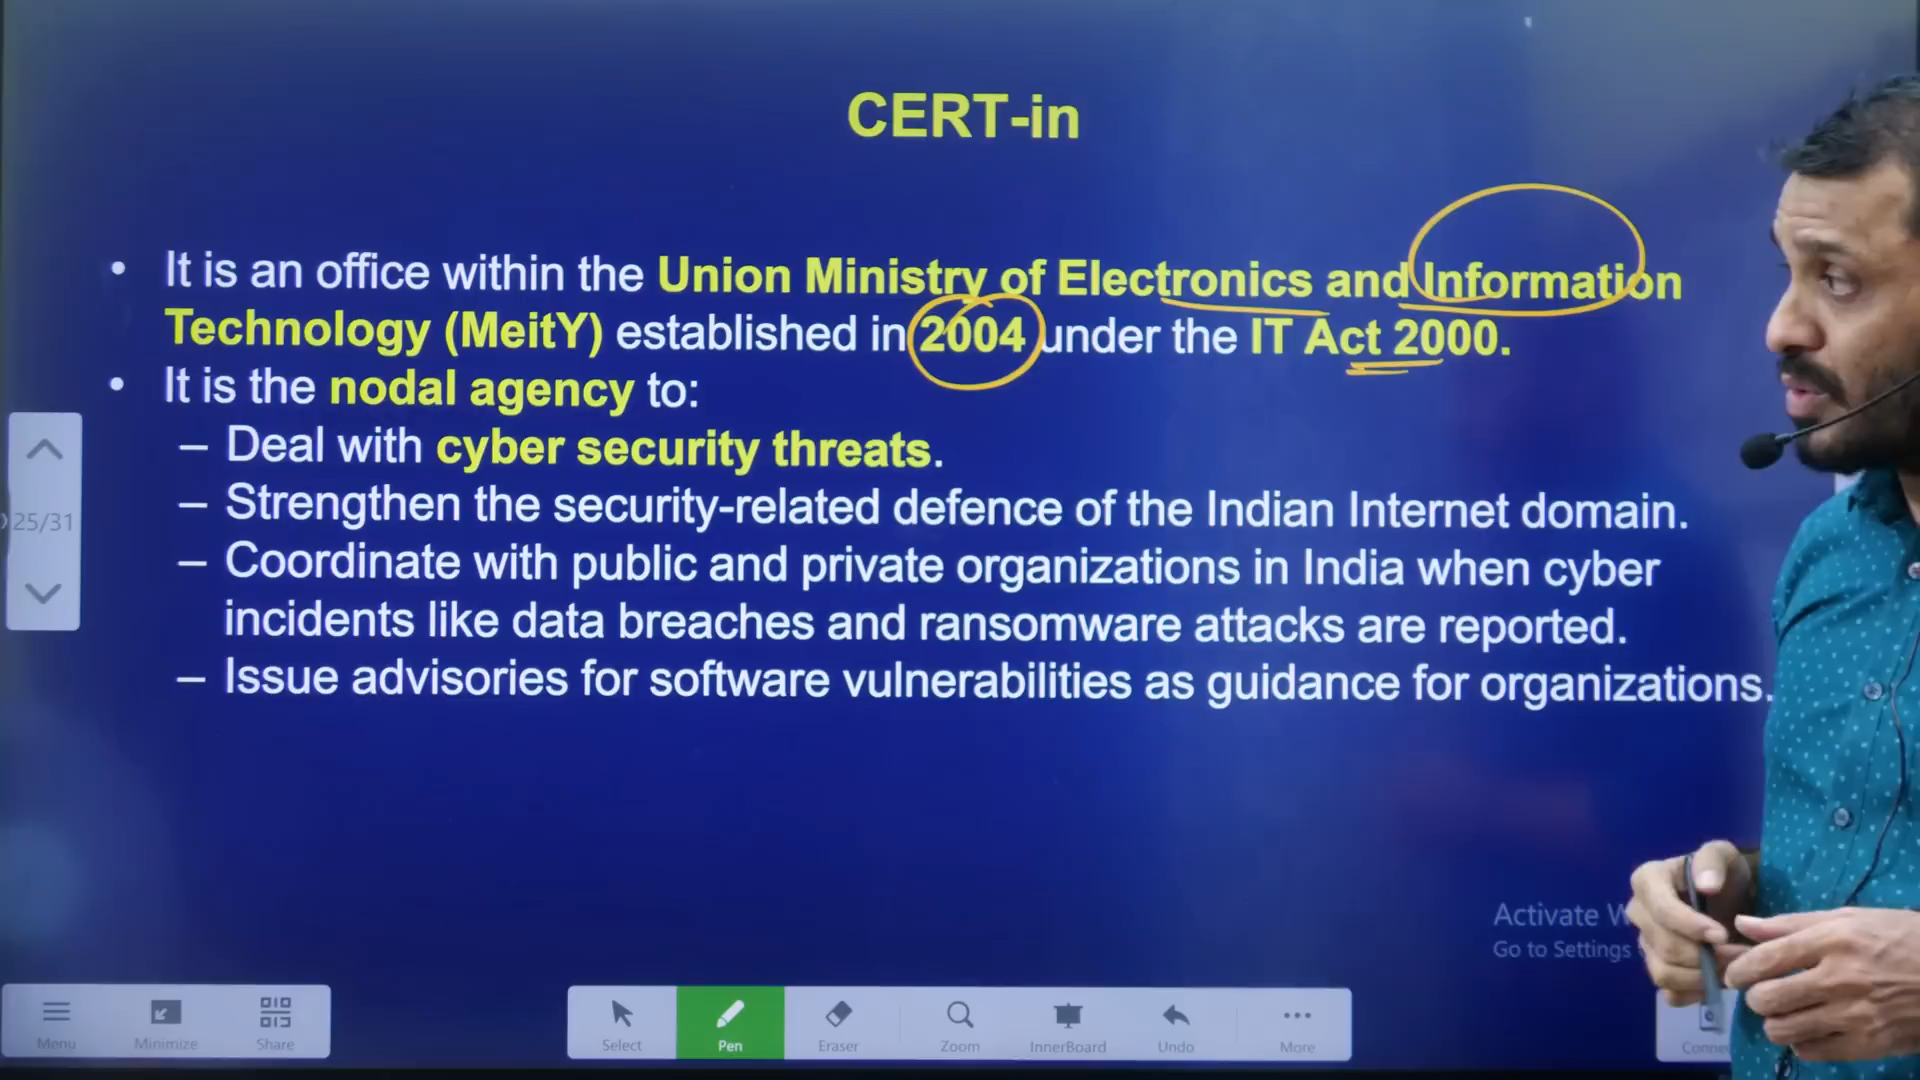 CERT-in
• It is an office within the Union Ministry of Electronics and Information
Technology (MeitY) established in 2004 under the IT Act 2000.
• It is the nodal agency to:
– Deal with cyber security threats.
– Strengthen the security-related defence of the Indian Internet domain.
– Coordinate with public and private organizations in India when cyber
incidents like data breaches and ransomware attacks are reported.
– Issue advisories for software vulnerabilities as guidance for organizations.
25/31
Activate
Go to Settings
Menu Minimize Share Select Pen Eraser Zoom InnerBoard Undo More